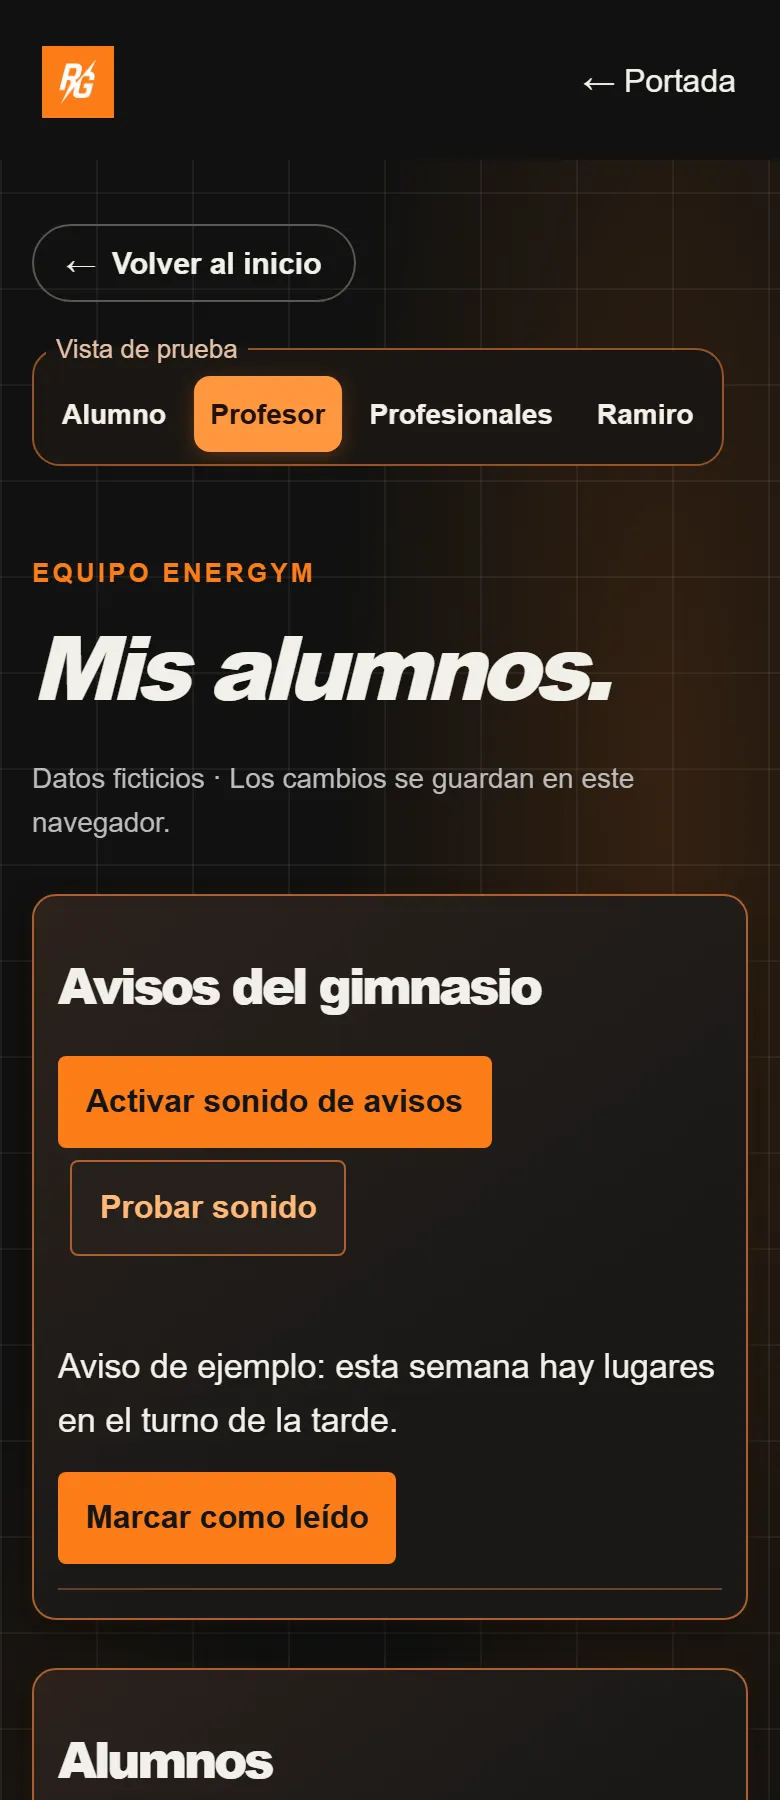 RG
← Portada
← Volver al inicio
Vista de prueba
Alumno Profesor Profesionales Ramiro
EQUIPO ENERGYM
Mis alumnos.
Datos ficticios · Los cambios se guardan en este
navegador.
Avisos del gimnasio
Activar sonido de avisos
Probar sonido
Aviso de ejemplo: esta semana hay lugares
en el turno de la tarde.
Marcar como leído
Alumnos